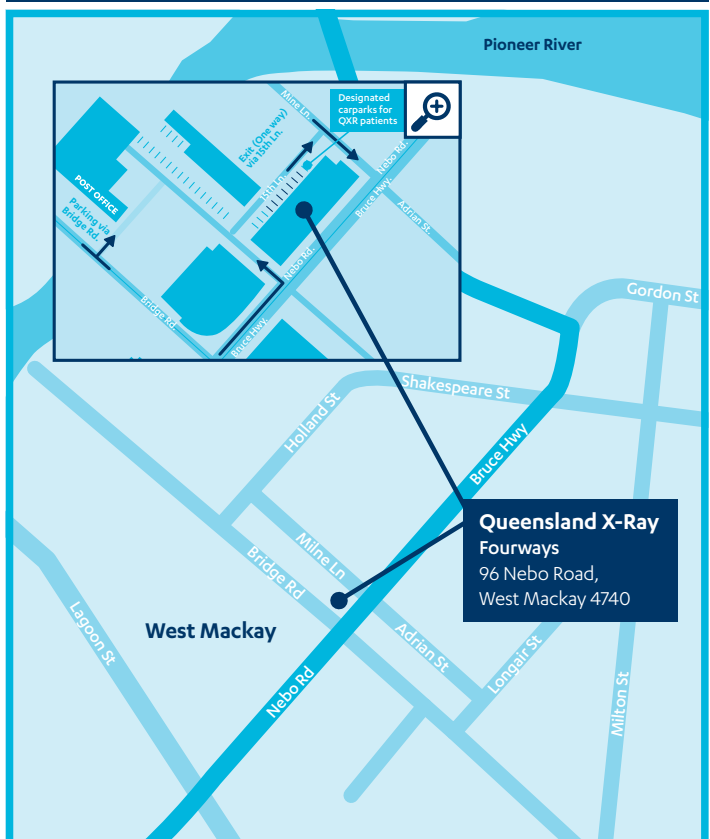 Pioneer River
Designated
carparks for
QXR patients
Mine Ln.
Exit (One way)
via 15th Ln.
15th Ln.
Nebo Rd.
Bruce Hwy.
Adrian St.
POST OFFICE
Parking via
Bridge Rd.
Bridge Rd.
Nebo Rd.
Bruce Hwy.
Gordon St
Shakespeare St
Holland St
Bruce Hwy
Queensland X-Ray
Fourways
96 Nebo Road,
West Mackay 4740
Milne Ln
Bridge Rd
Lagoon St
West Mackay
Adrian St
Longair St
Nebo Rd
Milton St